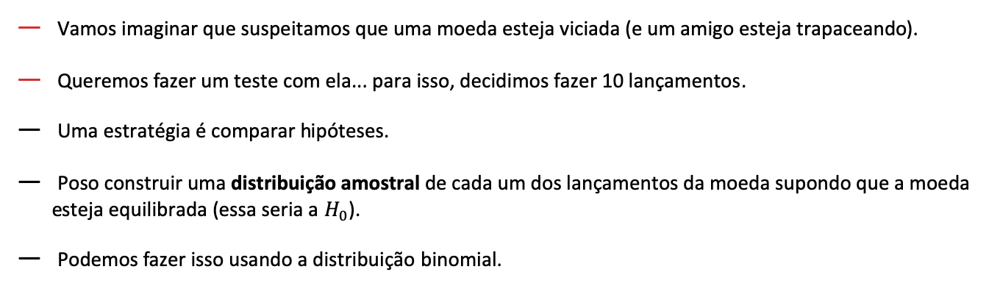 — Vamos imaginar que suspeitamos que uma moeda esteja viciada (e um amigo esteja trapaceando).
— Queremos fazer um teste com ela... para isso, decidimos fazer 10 lançamentos.
— Uma estratégia é comparar hipóteses.
— Poso construir uma distribuição amostral de cada um dos lançamentos da moeda supondo que a moeda
esteja equilibrada (essa seria a H₀).
— Podemos fazer isso usando a distribuição binomial.